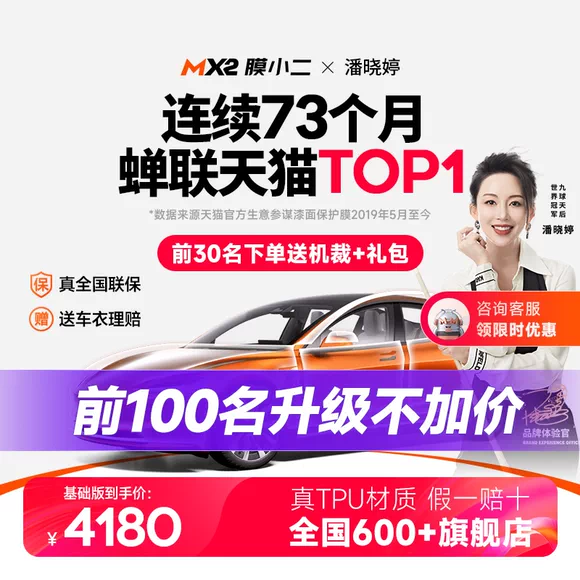 MX2 膜小二 × 潘晓婷
连续73个月
蝉联天猫TOP1
*数据来源天猫官方生意参谋漆面保护膜2019年5月至今
前30名下单送机裁+礼包
九球天后
世界冠军
潘晓婷
保 真全国联保
赠 送车衣理赔
咨询客服
领限时优惠
前100名升级不加价
品牌体验官
BRAND EXPERIENCE OFFICER
基础版到手价:
¥4180
真TPU材质 假一赔十
全国600+旗舰店